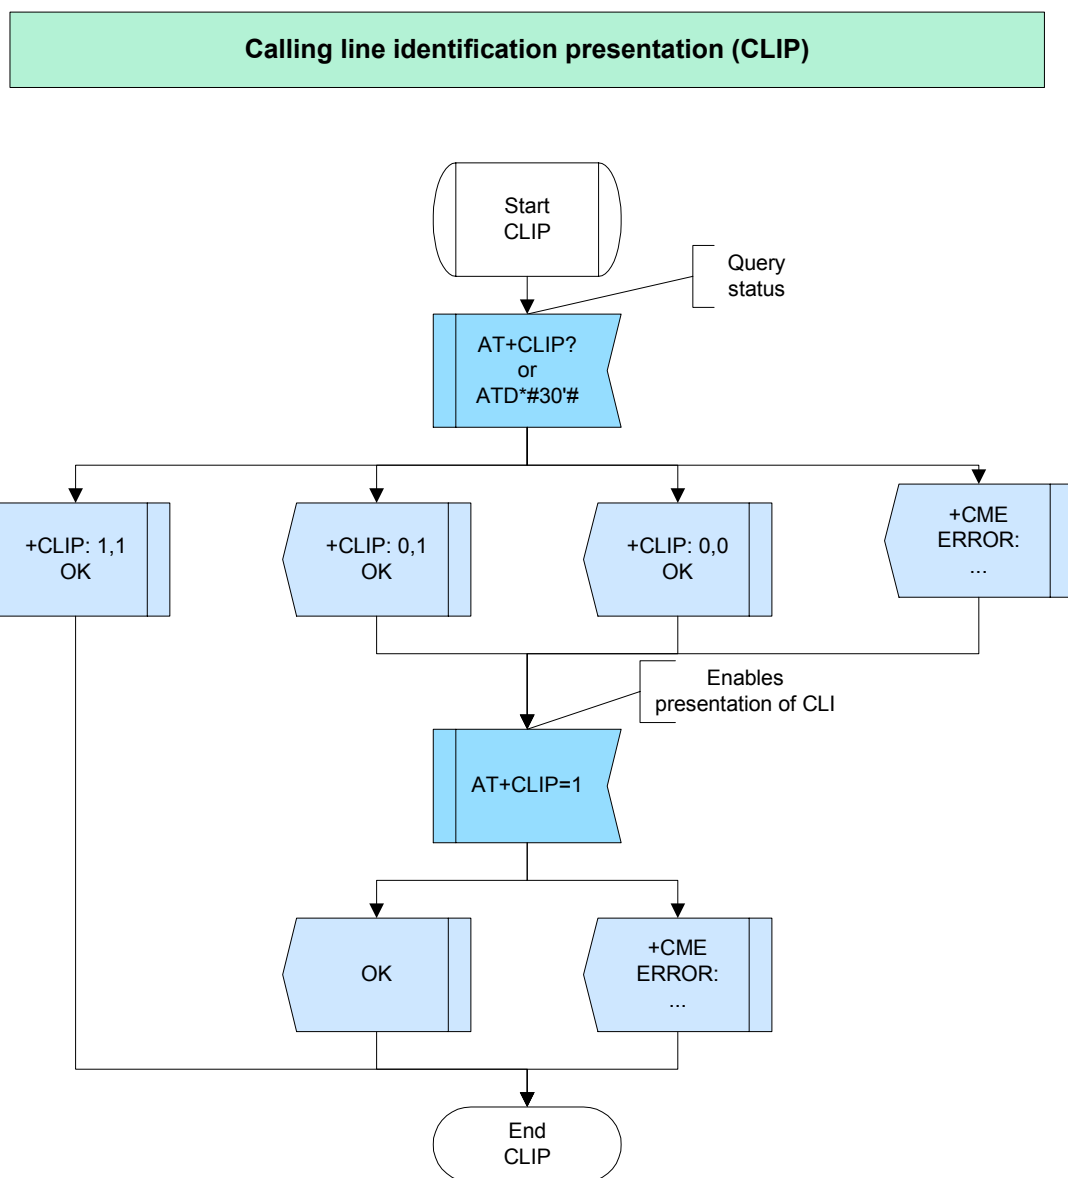 Calling line identification presentation (CLIP)
Start
CLIP
Query
status
AT+CLIP?
or
ATD*#30'#
+CLIP: 1,1
OK
+CLIP: 0,1
OK
+CLIP: 0,0
OK
+CME
ERROR:
...
Enables
presentation of CLI
AT+CLIP=1
OK
+CME
ERROR:
...
End
CLIP